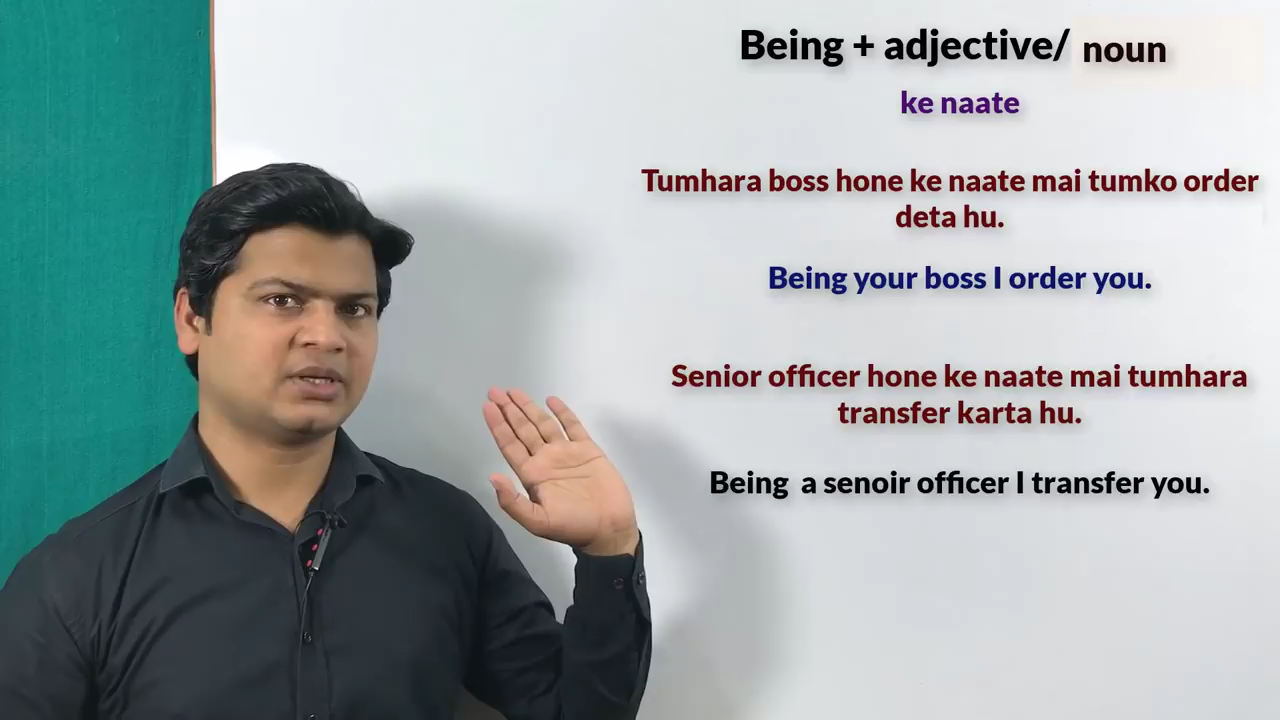 Being + adjective/ noun
ke naate
Tumhara boss hone ke naate mai tumko order
deta hu.
Being your boss I order you.
Senior officer hone ke naate mai tumhara
transfer karta hu.
Being a senoir officer I transfer you.